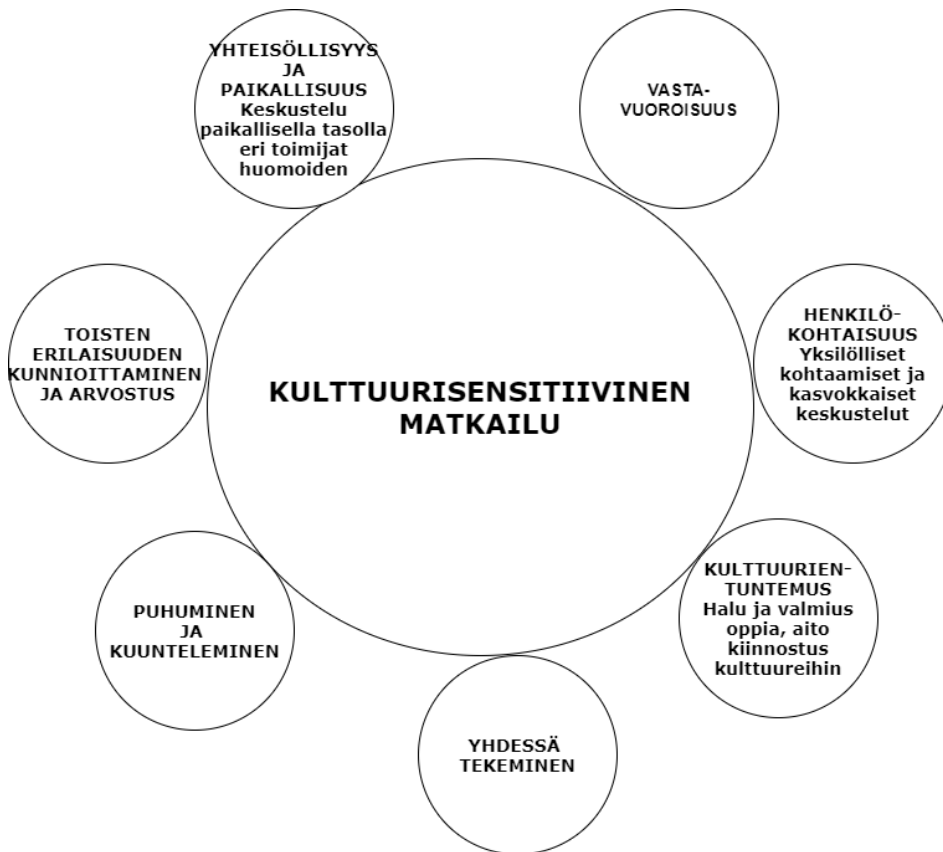 YHTEISÖLLISYYS
JA
PAIKALLISUUS
Keskustelu
paikallisella tasolla
eri toimijat
huomoiden
VASTA-
VUOROISUUS
HENKILÖ-
KOHTAISUUS
Yksilölliset
kohtaamiset ja
kasvokkaiset
keskustelut
KULTTUURIEN-
TUNTEMUS
Halu ja valmius
oppia, aito
kiinnostus
kulttuureihin
YHDESSÄ
TEKEMINEN
PUHUMINEN
JA
KUUNTELEMINEN
TOISTEN
ERILAISUUDEN
KUNNIOITTAMINEN
JA ARVOSTUS
KULTTUURISENSITIIVINEN
MATKAILU